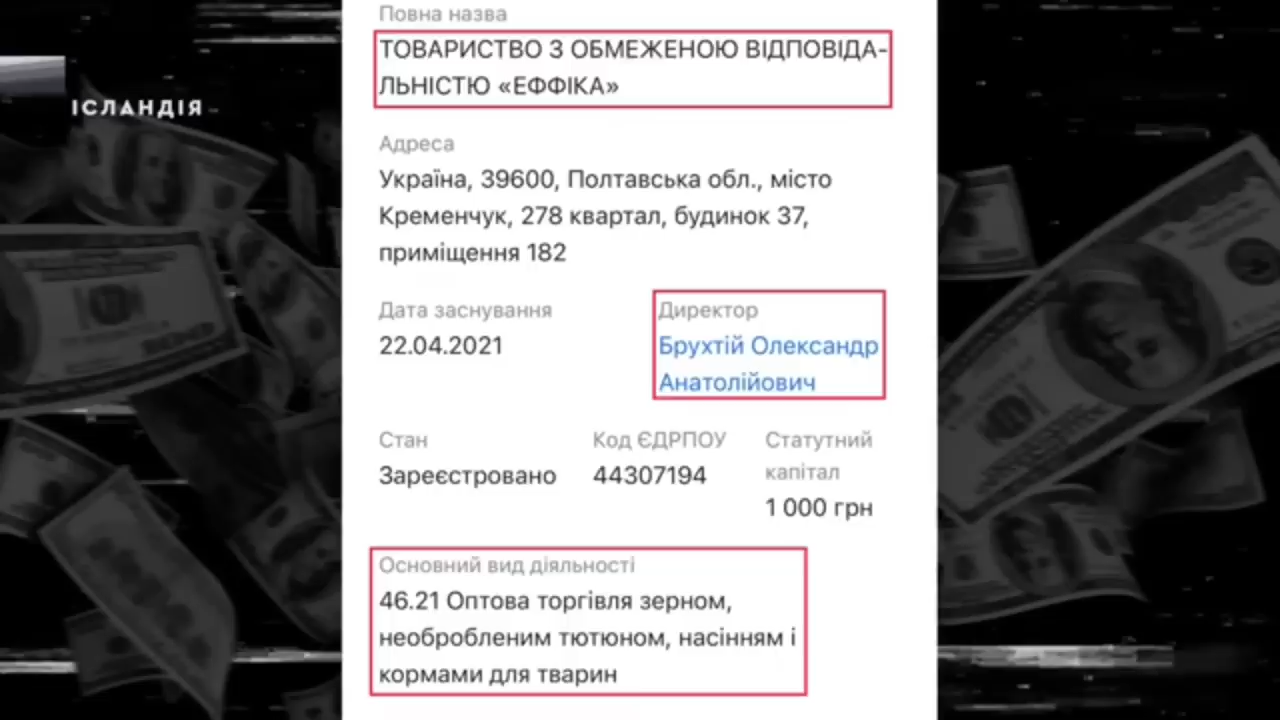 ІСЛАНДІЯ
Повна назва
ТОВАРИСТВО З ОБМЕЖЕНОЮ ВІДПОВІДА-
ЛЬНІСТЮ «ЕФФІКА»
Адреса
Україна, 39600, Полтавська обл., місто
Кременчук, 278 квартал, будинок 37,
приміщення 182
Дата заснування
22.04.2021
Директор
Брухтій Олександр
Анатолійович
Стан
Зареєстровано
Код ЄДРПОУ
44307194
Статутний
капітал
1 000 грн
Основний вид діяльності
46.21 Оптова торгівля зерном,
необробленим тютюном, насінням і
кормами для тварин